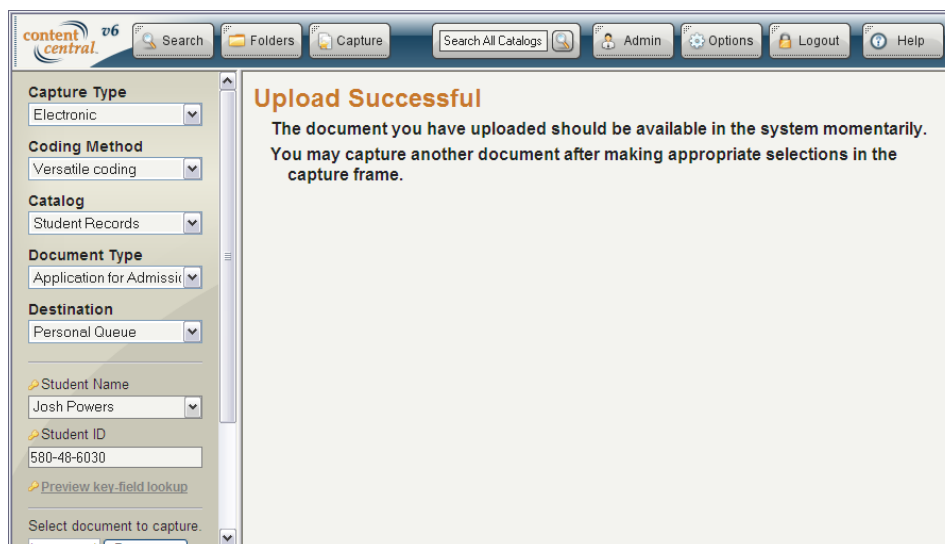 content central. v6
Search
Folders
Capture
Search All Catalogs
Admin
Options
Logout
Help
Capture Type
Electronic
Coding Method
Versatile coding
Catalog
Student Records
Document Type
Application for Admissi
Destination
Personal Queue
Student Name
Josh Powers
Student ID
580-48-6030
Preview key-field lookup
Select document to capture.
Upload Successful
The document you have uploaded should be available in the system momentarily.
You may capture another document after making appropriate selections in the
capture frame.